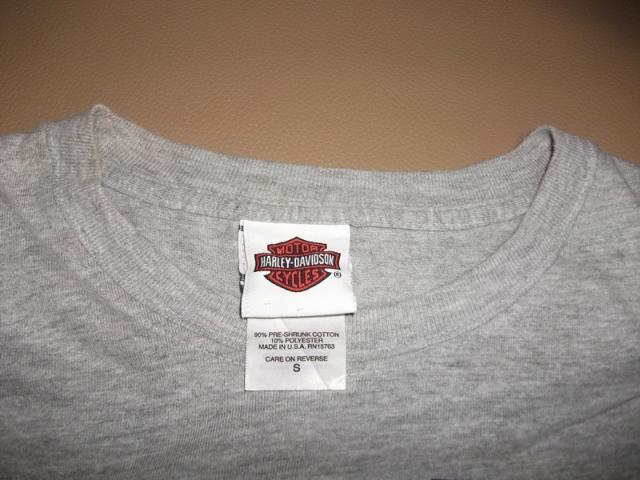 MOTOR
HARLEY-DAVIDSON
CYCLES
®
90% PRE-SHRUNK COTTON
10% POLYESTER
MADE IN U.S.A. RN15763
CARE ON REVERSE
S